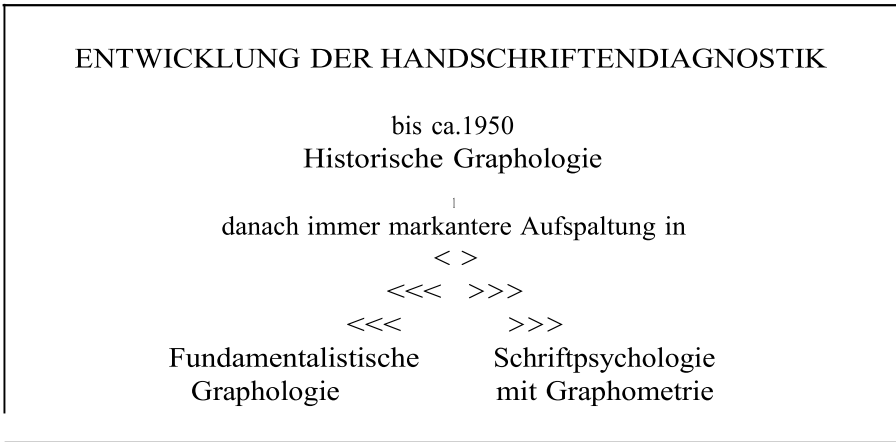 ENTWICKLUNG DER HANDSCHRIFTENDIAGNOSTIK
bis ca.1950
Historische Graphologie
danach immer markantere Aufspaltung in
< >
<<< >>>
<<< >>>
Fundamentalistische Schriftpsychologie
Graphologie mit Graphometrie